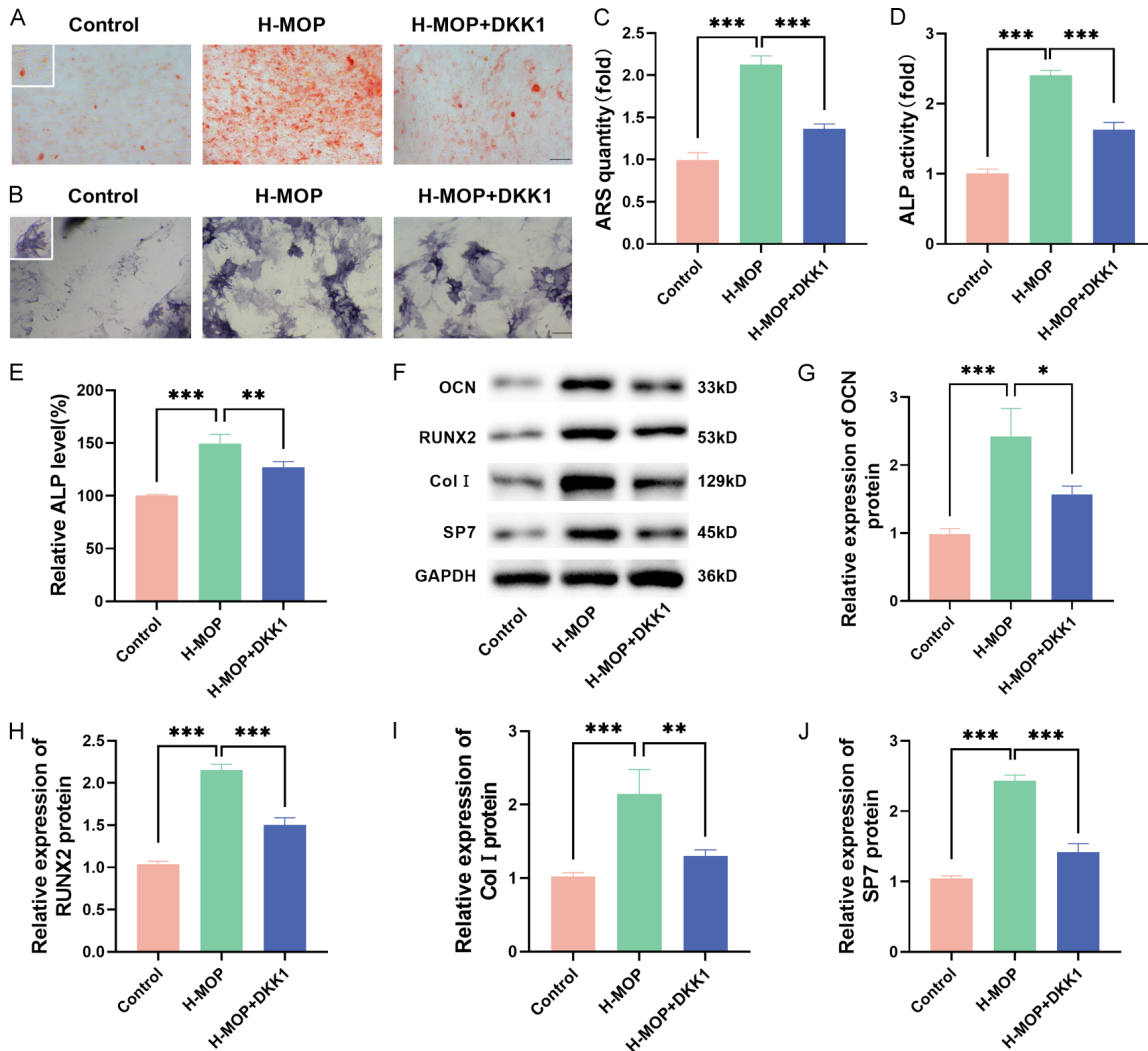 A
Control
H-MOP
H-MOP+DKK1
B
Control
H-MOP
H-MOP+DKK1
C
ARS quantity (fold)
2.5
2.0
1.5
1.0
0.5
0.0
***
***
Control
H-MOP
H-MOP+DKK1
D
ALP activity (fold)
3
2
1
0
***
***
Control
H-MOP
H-MOP+DKK1
E
Relative ALP level(%)
200
150
100
50
0
***
**
Control
H-MOP
H-MOP+DKK1
F
OCN 33kD
RUNX2 53kD
Col I 129kD
SP7 45kD
GAPDH 36kD
Control
H-MOP
H-MOP+DKK1
G
Relative expression of OCN
protein
3
2
1
0
***
*
Control
H-MOP
H-MOP+DKK1
H
Relative expression of
RUNX2 protein
2.5
2.0
1.5
1.0
0.5
0.0
***
***
Control
H-MOP
H-MOP+DKK1
I
Relative expression of
Col I protein
3
2
1
0
***
**
Control
H-MOP
H-MOP+DKK1
J
Relative expression of
SP7 protein
3
2
1
0
***
***
Control
H-MOP
H-MOP+DKK1